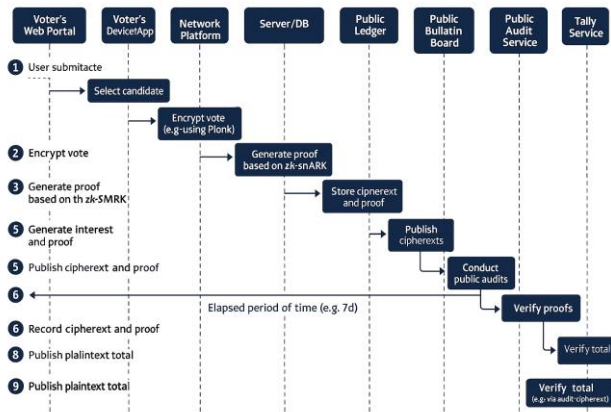 Voter's
Web Portal
Voter's
Device†App
Network
Platform
Server/DB
Public
Ledger
Public
Bullatin
Board
Public
Audit
Service
Tally
Service
1 User submitacte
Select candidate
Encrypt vote
(e.g-using Plonk)
2 Encrypt vote
Generate proof
based on zk-snARK
3 Generate proof
based on th zk-SMRK
Store cipnerext
and proof
5 Generate interest
and proof
Publish
cipherexts
5 Publish cipherext and proof
Conduct
public audits
6
Elapsed period of time (e.g. 7d)
Verify proofs
6 Record cipherext and proof
8 Publish plalintext total
Verify total
9 Publish plaintext total
Verify total
(e.g: via audit-cipherext)